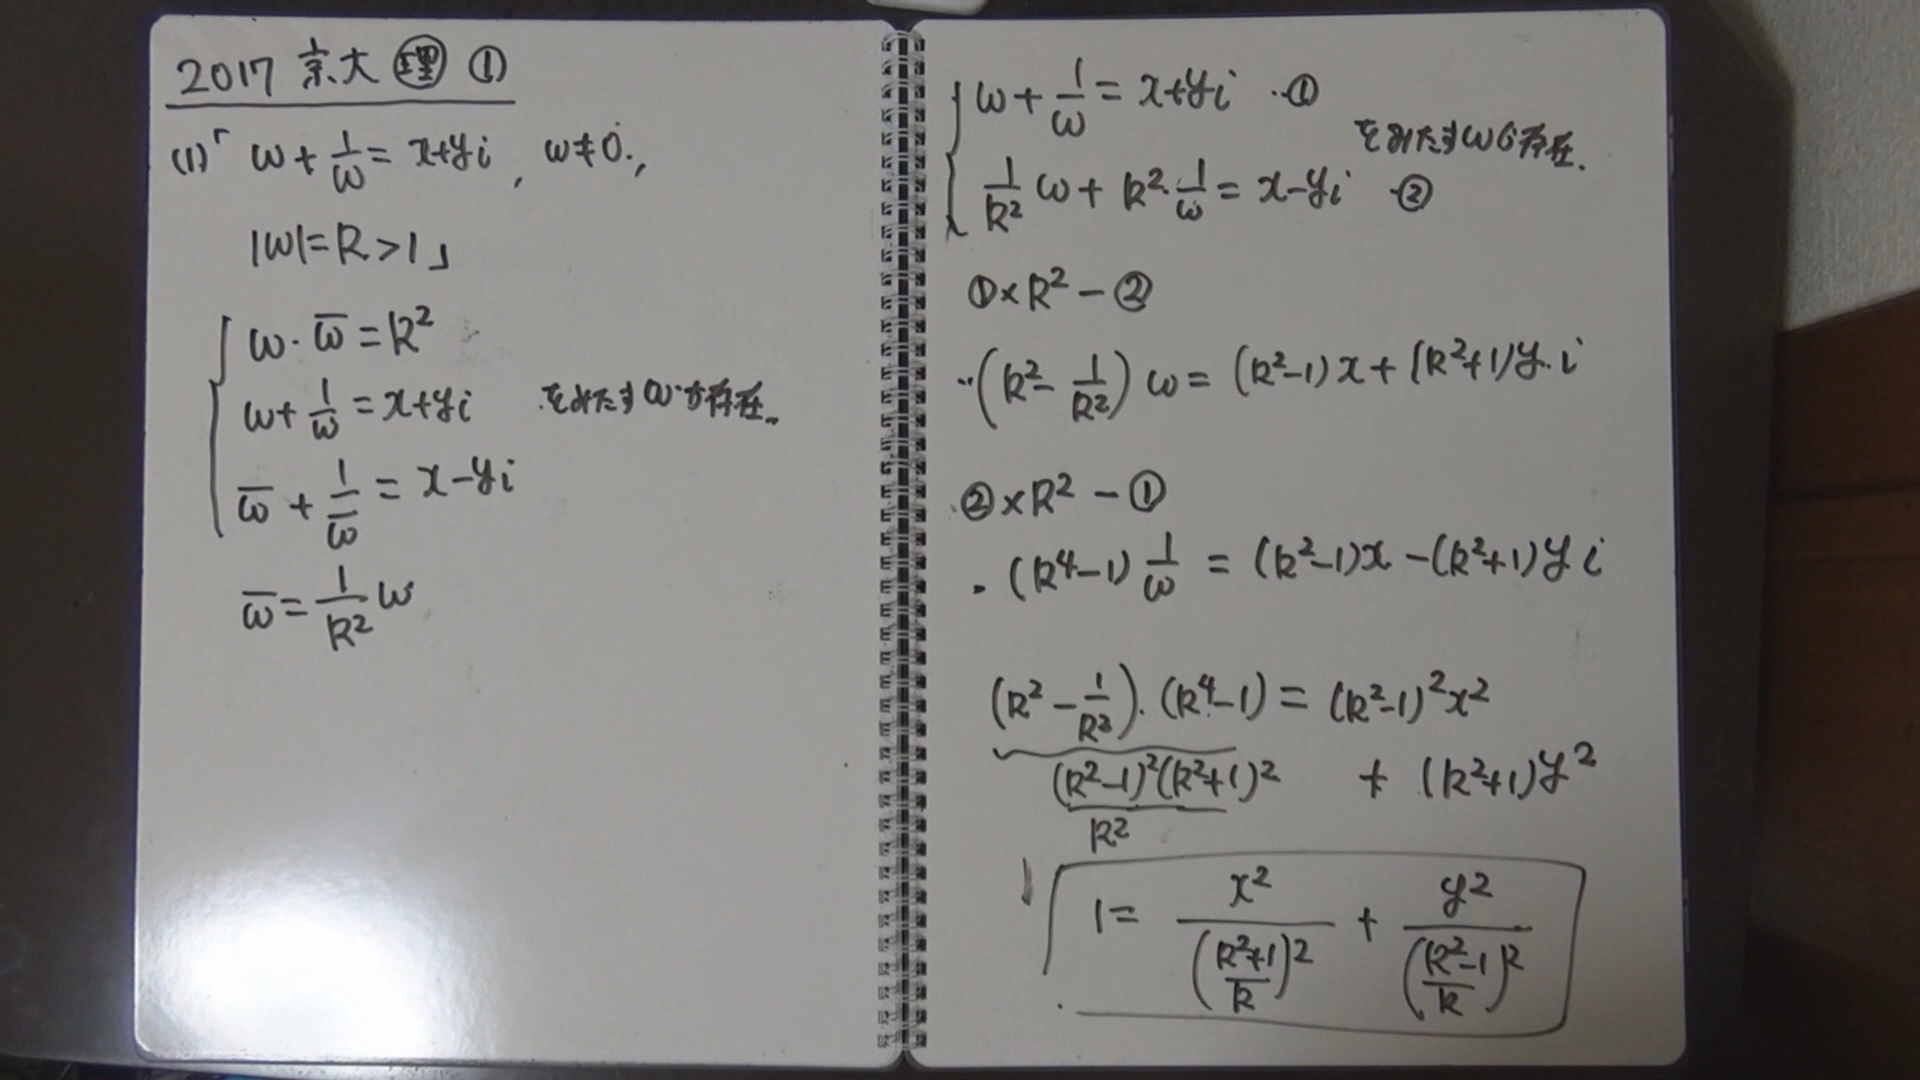 2017 京大 理 ①
(1)「 ω + 1/ω = x+yi , ω≠0.,
|ω|=R>1」
ω・ω̅ = R²
ω + 1/ω = x+yi をみたすωが存在。
ω̅ + 1/ω̅ = x-yi
ω̅ = 1/R² ω
ω + 1/ω = x+yi ‥①
をみたすωが存在.
1/R² ω + R²・1/ω = x-yi ‥②
①×R² - ②
‥(R² - 1/R²) ω = (R²-1)x + (R²+1)y・i
②×R² - ①
・(R⁴-1) 1/ω = (R²-1)x - (R²+1)y i
(R² - 1/R²)・(R⁴-1) = (R²-1)²x²
(R²-1)²(R²+1)²/R² + (R²+1)y²
1 = x²/((R²+1)/R)² + y²/((R²-1)/R)²